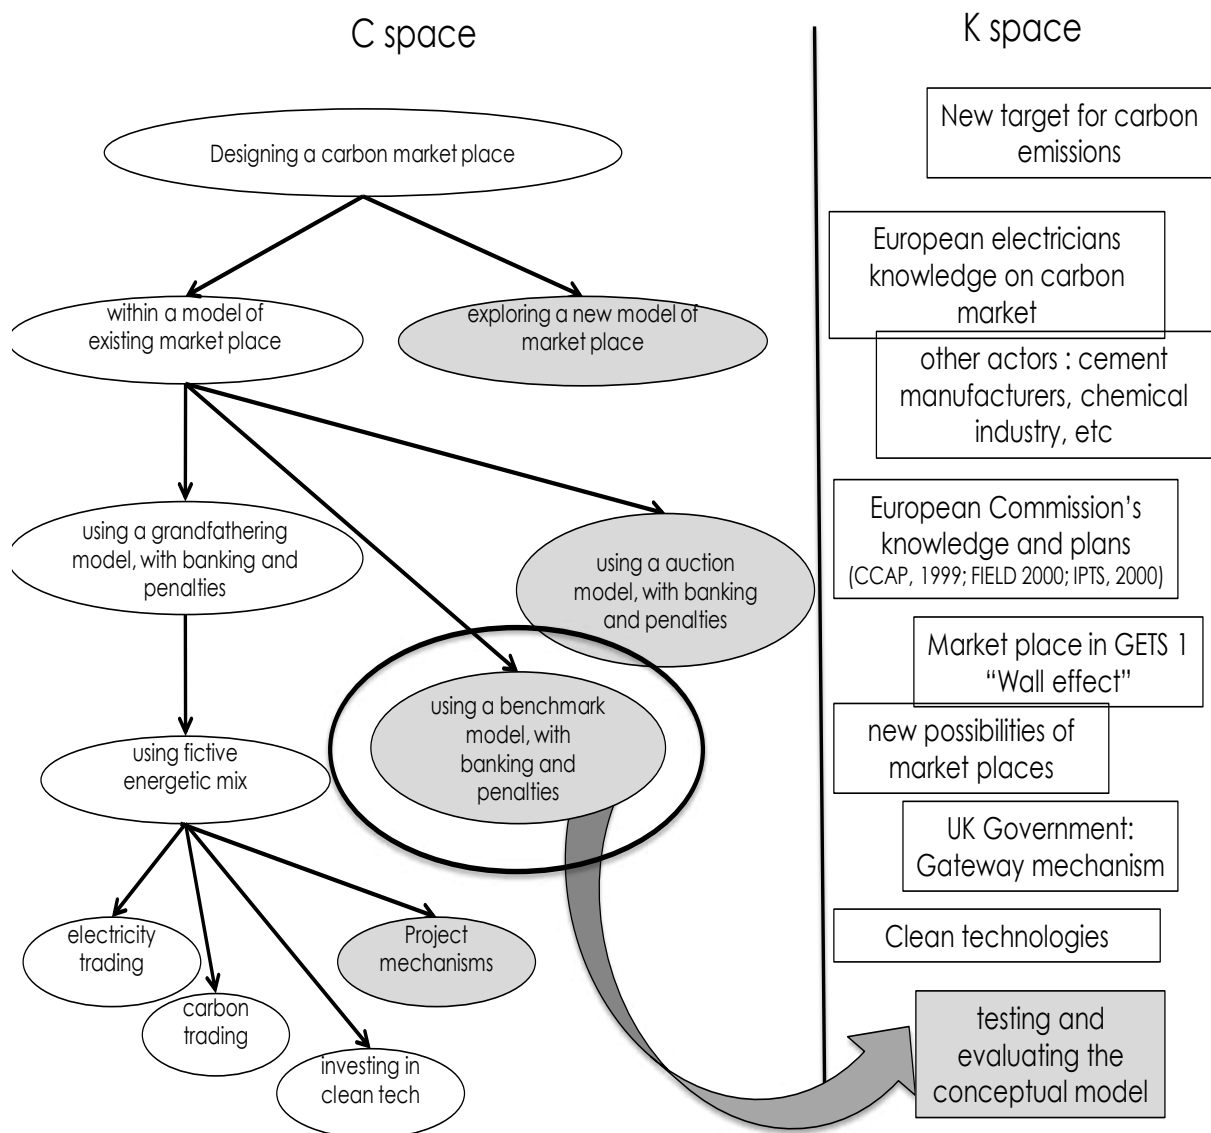 C space
K space
Designing a carbon market place
within a model of
existing market place
exploring a new model of
market place
using a grandfathering
model, with banking and
penalties
using a auction
model, with banking
and penalties
using a benchmark
model, with
banking and
penalties
using fictive
energetic mix
electricity
trading
carbon
trading
investing in
clean tech
Project
mechanisms
New target for carbon
emissions
European electricians
knowledge on carbon
market
other actors : cement
manufacturers, chemical
industry, etc
European Commission’s
knowledge and plans
(CCAP, 1999; FIELD 2000; IPTS, 2000)
Market place in GETS 1
“Wall effect”
new possibilities of
market places
UK Government:
Gateway mechanism
Clean technologies
testing and
evaluating the
conceptual model